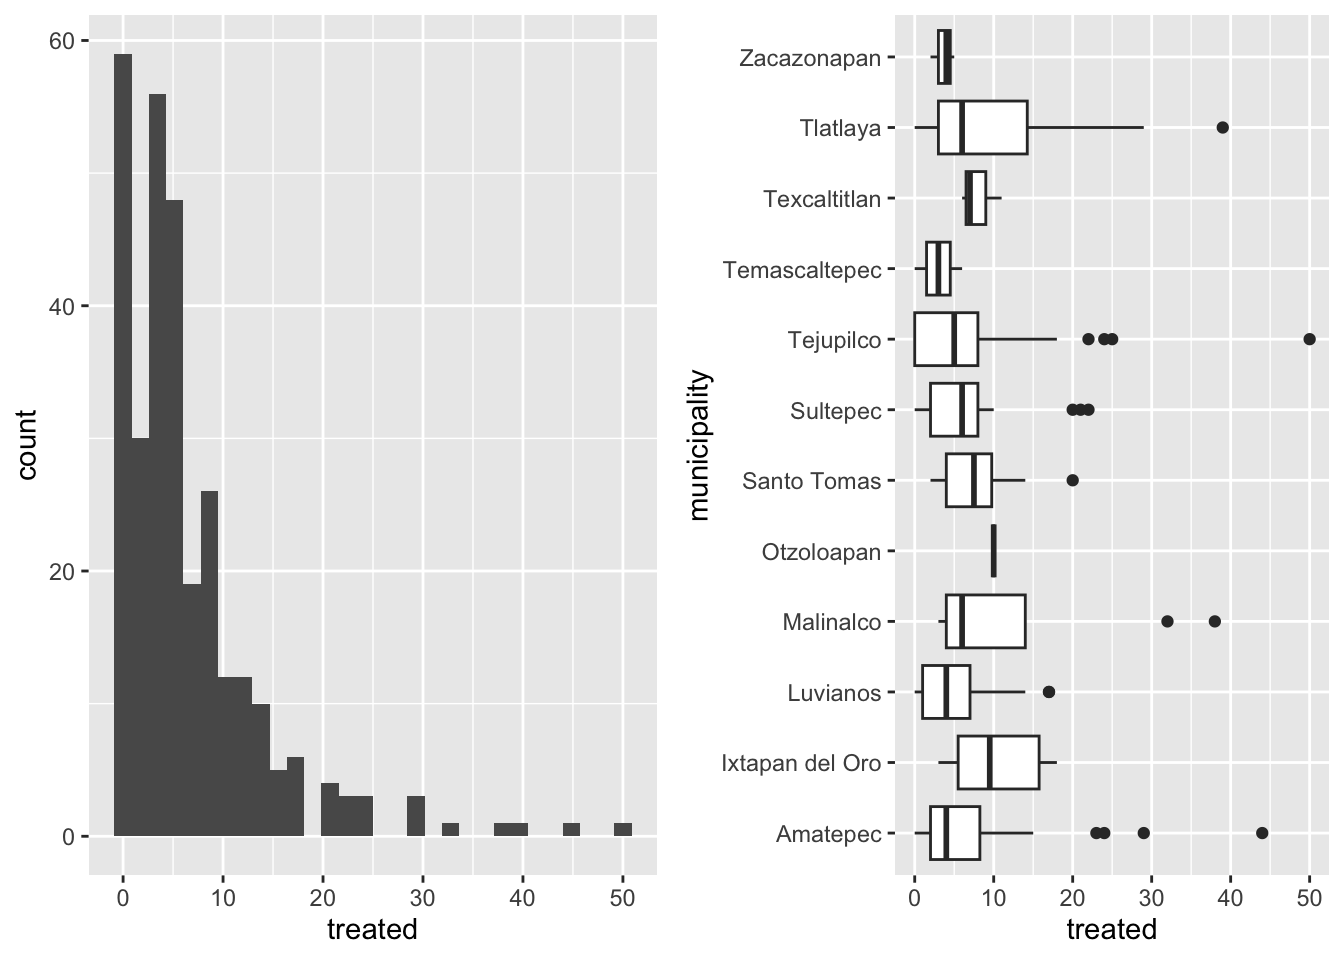 60
40
20
0
count
0 10 20 30 40 50
treated
municipality
Zacazonapan
Tlatlaya
Texcaltitlan
Temascaltepec
Tejupilco
Sultepec
Santo Tomas
Otzoloapan
Malinalco
Luvianos
Ixtapan del Oro
Amatepec
0 10 20 30 40 50
treated